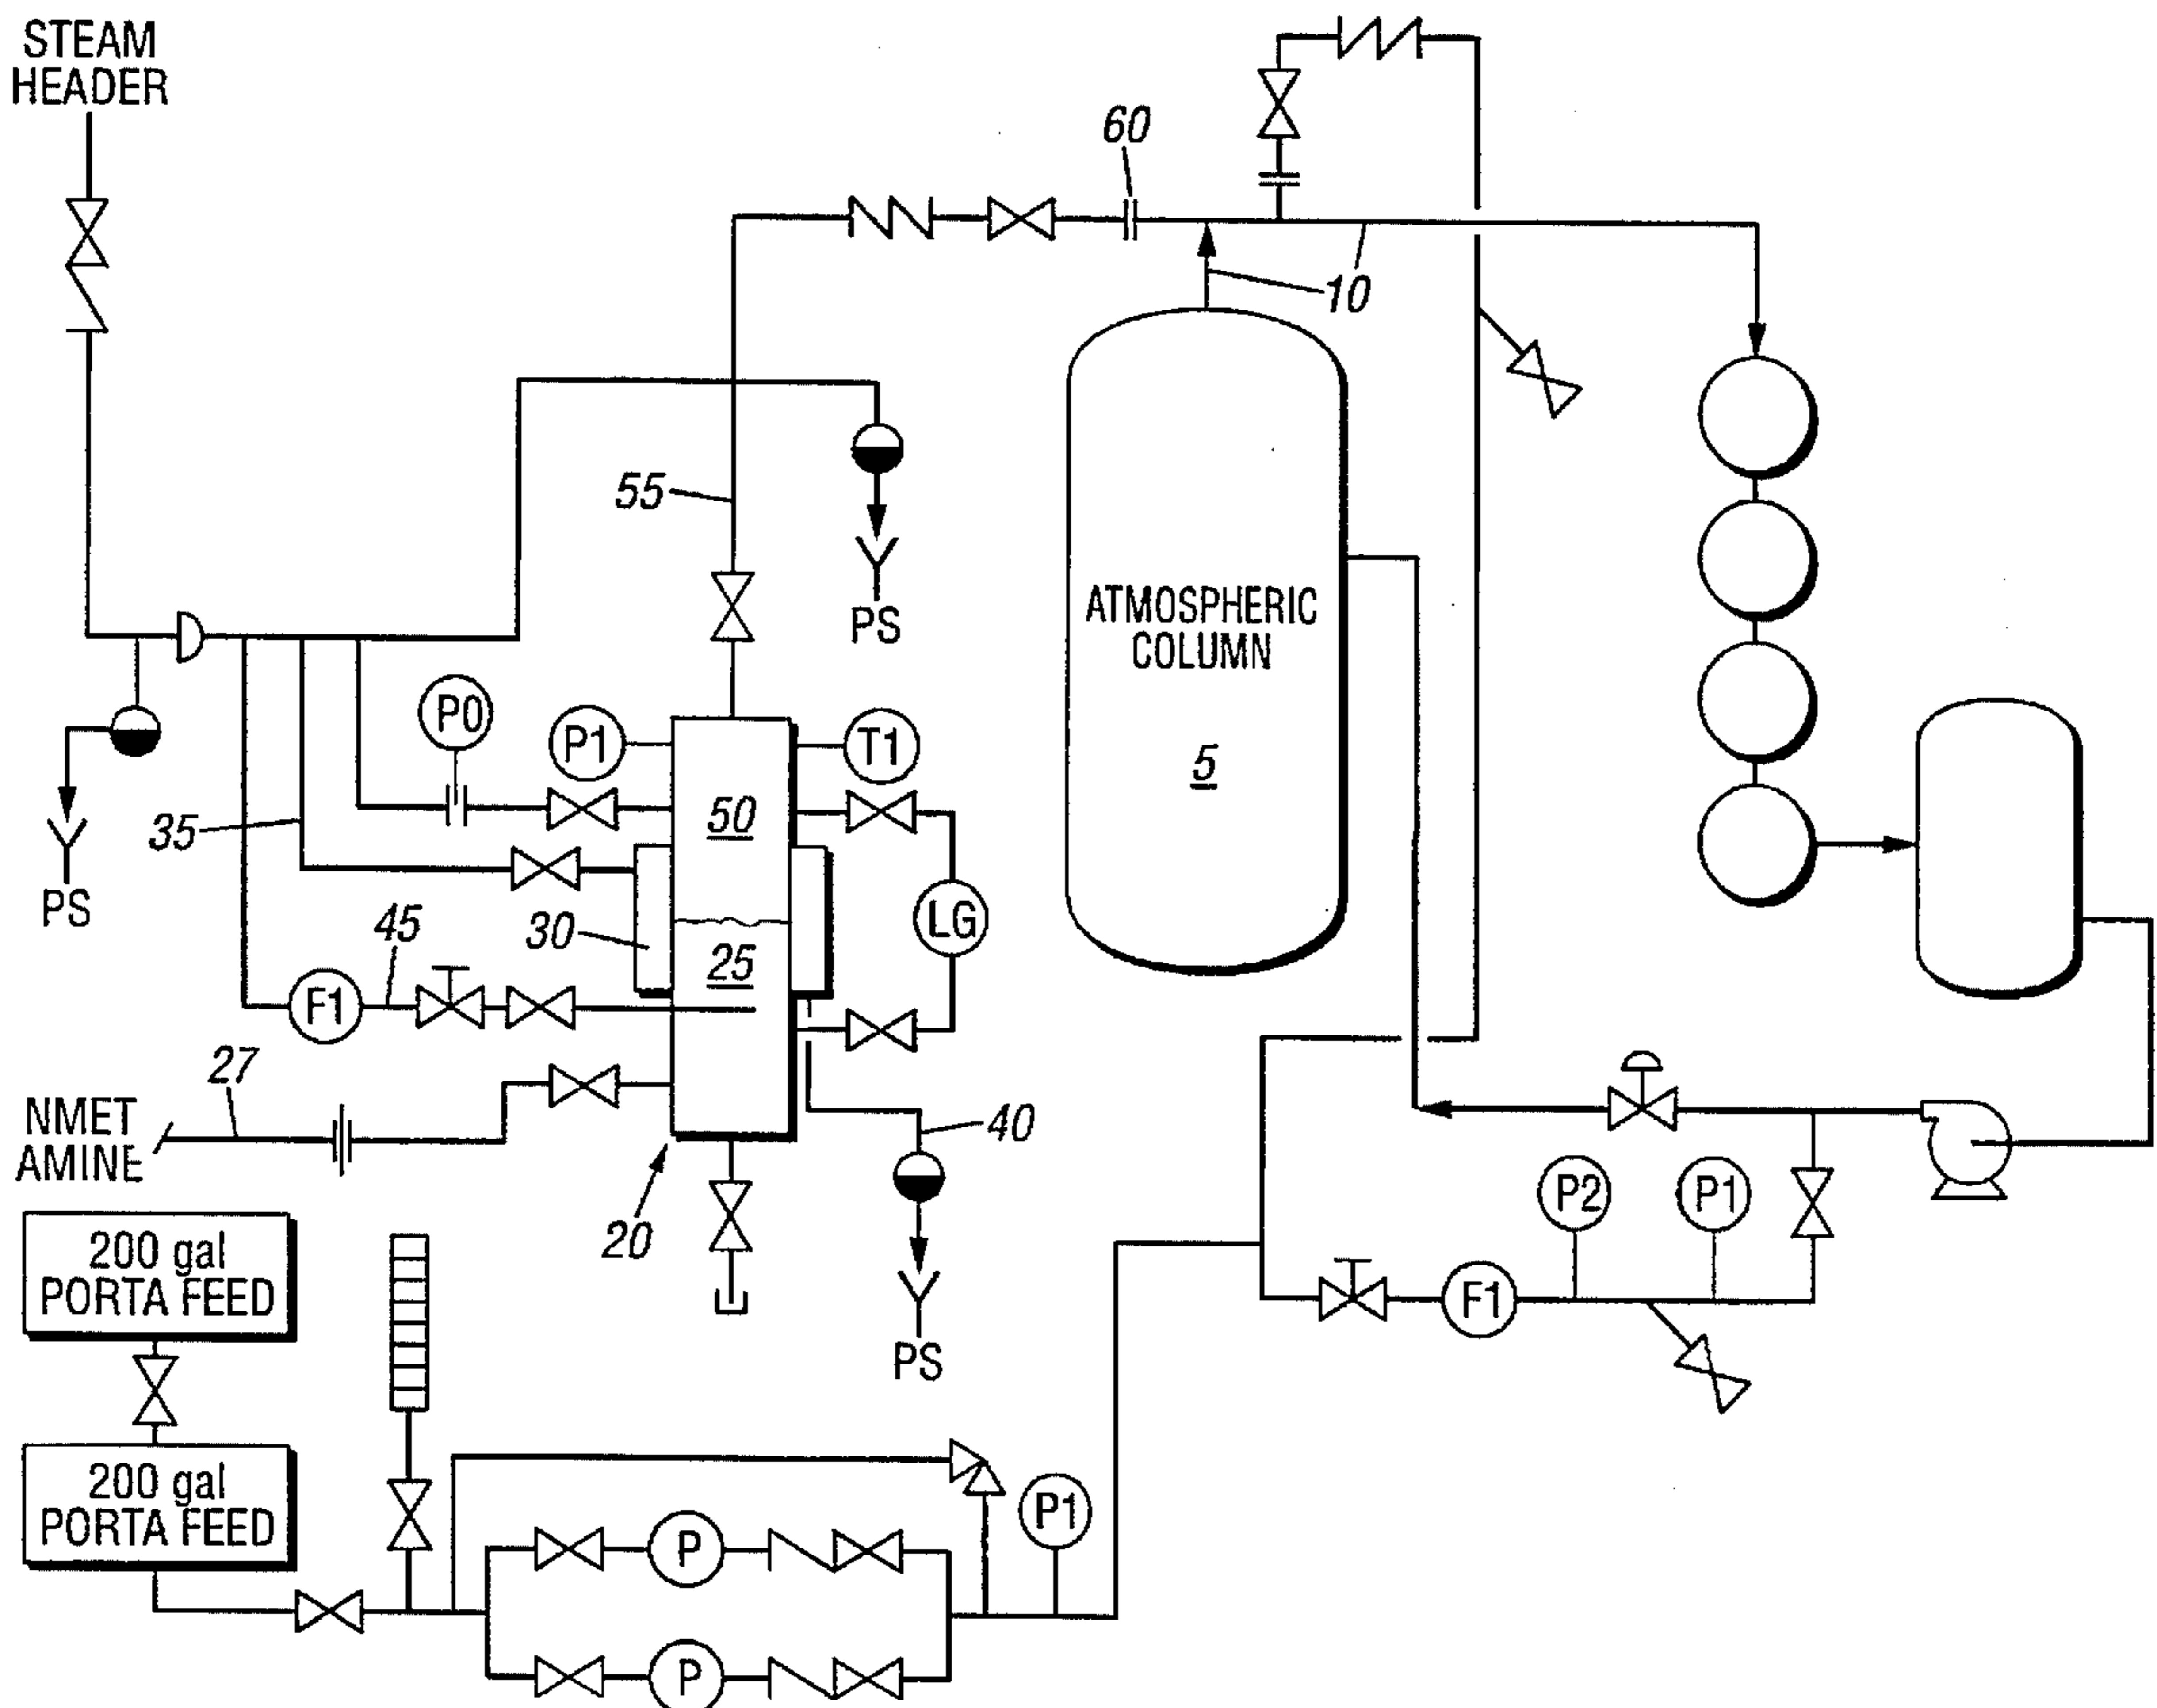 STEAM
HEADER
60
10
55
PS
ATMOSPHERIC
COLUMN
5
P0
P1
T1
50
35
PS
LG
45
30
25
F1
27
NMET
AMINE
40
20
P2
P1
200 gal
PORTA FEED
F1
PS
200 gal
PORTA FEED
P1
P
P